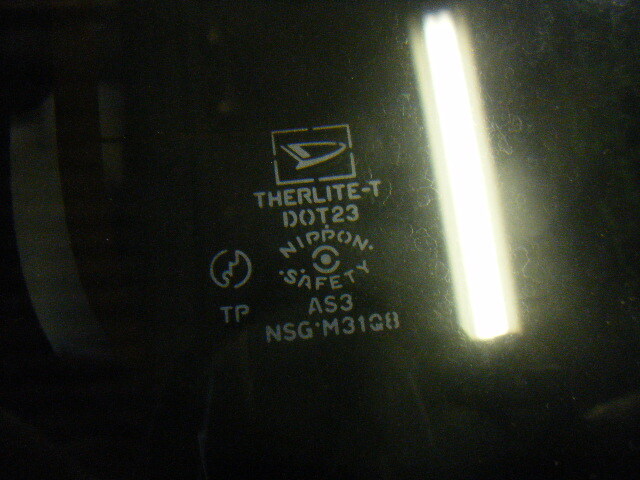 THERLITE-T
DOT23
NIPPON
SAFETY
TP
AS3
NSG·M31Q8